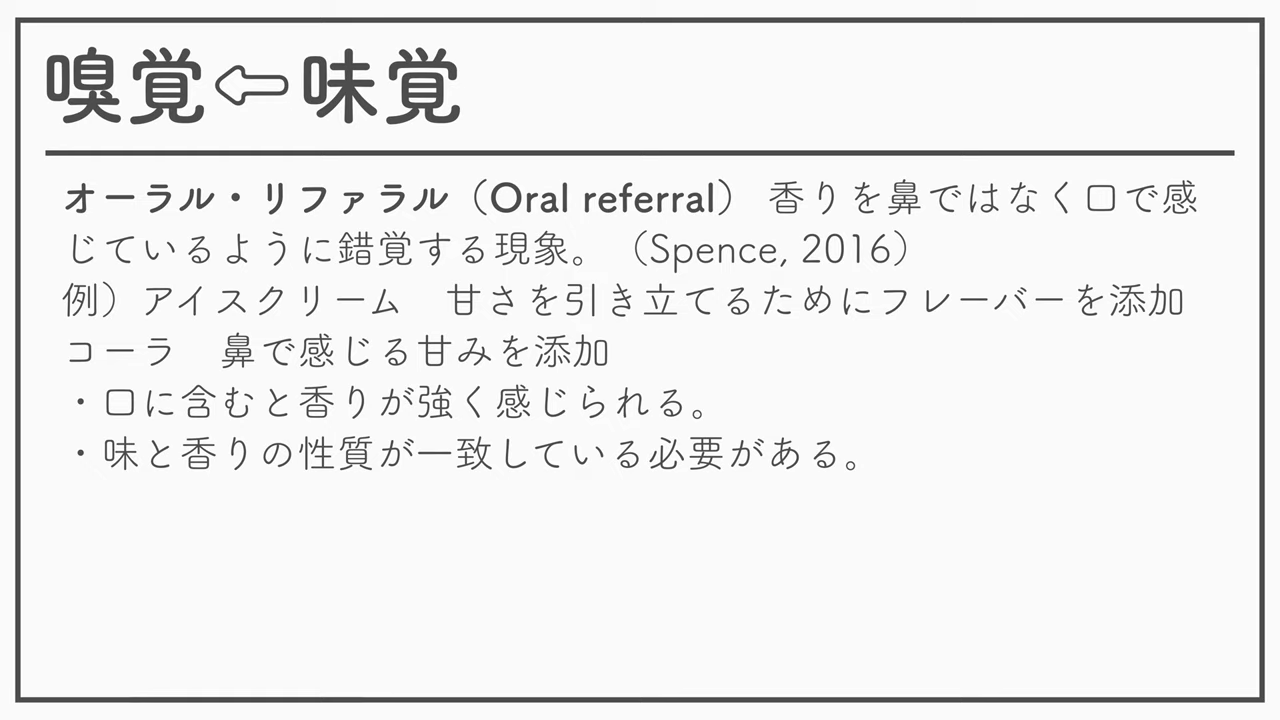 嗅覚⇦味覚
オーラル・リファラル（Oral referral） 香りを鼻ではなく口で感
じているように錯覚する現象。（Spence, 2016）
例）アイスクリーム　甘さを引き立てるためにフレーバーを添加
コーラ　鼻で感じる甘みを添加
・口に含むと香りが強く感じられる。
・味と香りの性質が一致している必要がある。